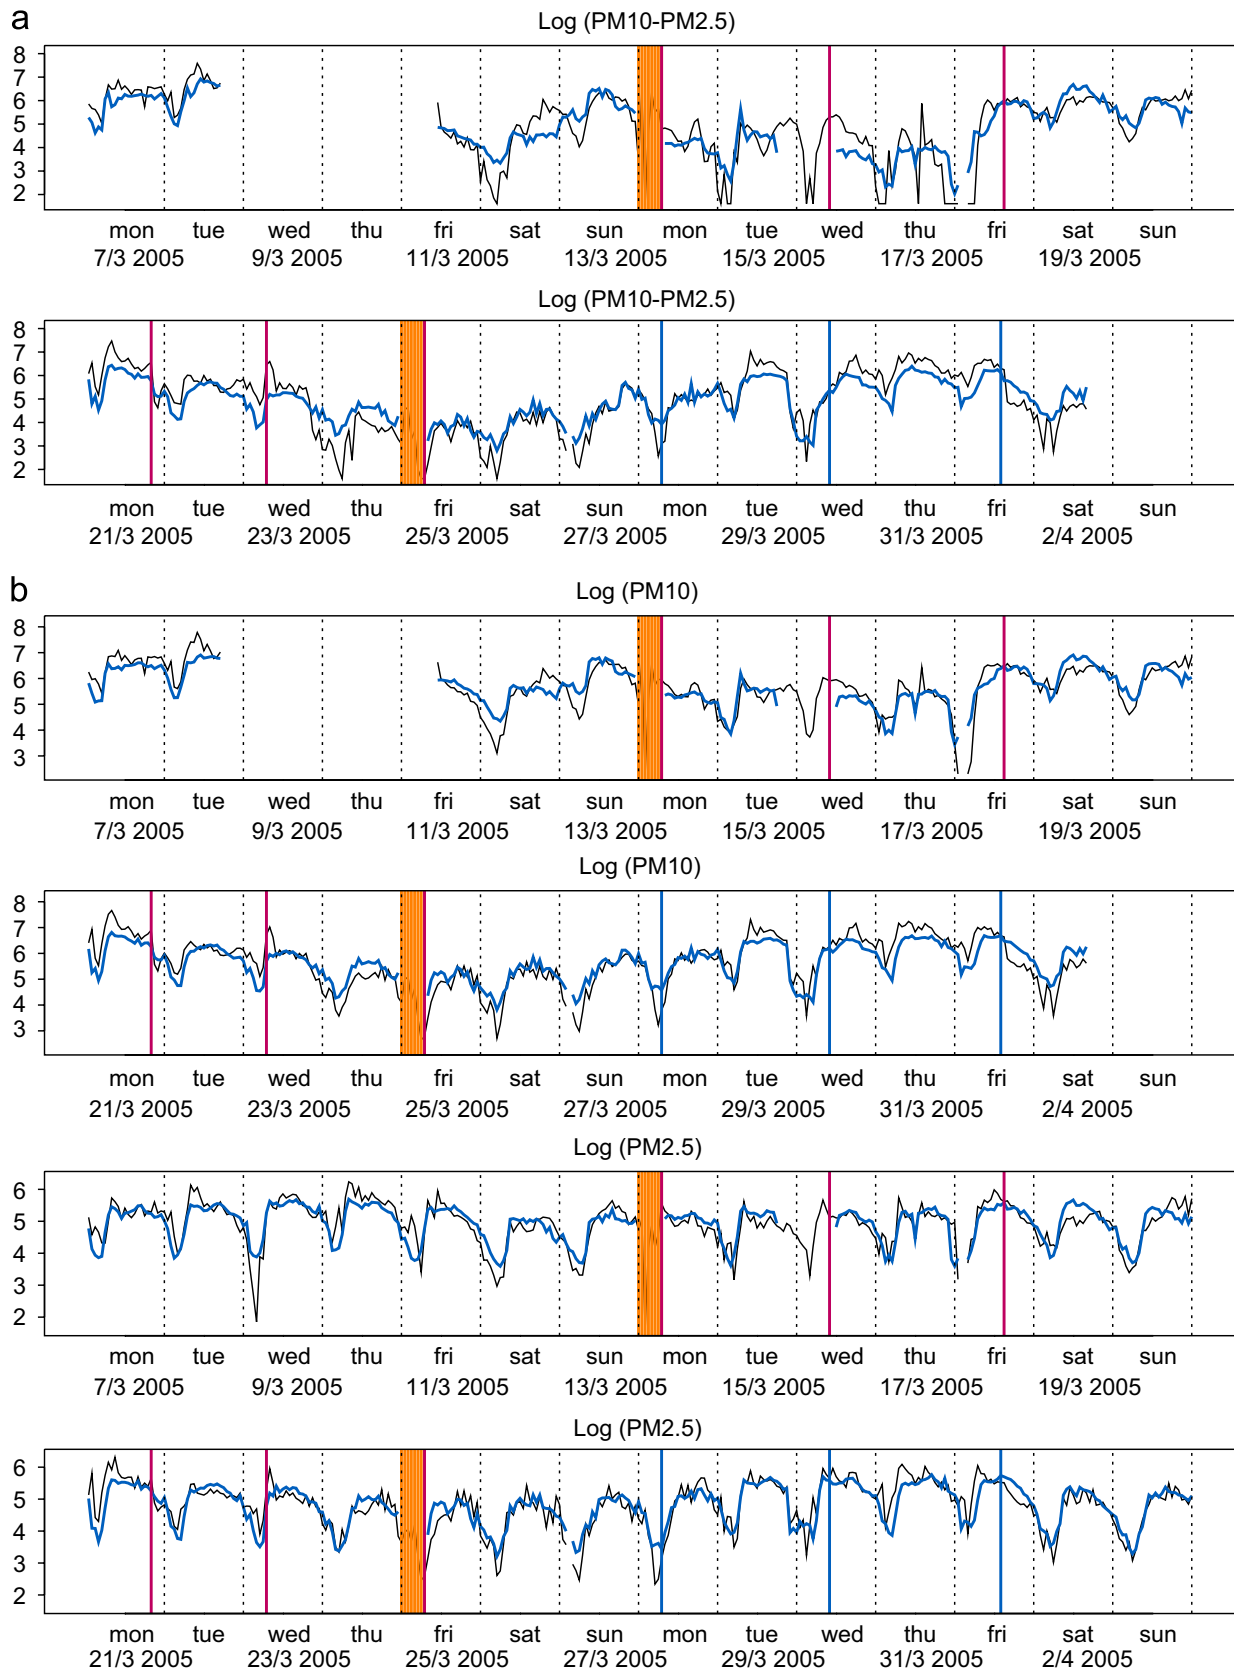 a
Log (PM10-PM2.5)
8
7
6
5
4
3
2
mon tue wed thu fri sat sun mon tue wed thu fri sat sun
7/3 2005 9/3 2005 11/3 2005 13/3 2005 15/3 2005 17/3 2005 19/3 2005
Log (PM10-PM2.5)
8
7
6
5
4
3
2
mon tue wed thu fri sat sun mon tue wed thu fri sat sun
21/3 2005 23/3 2005 25/3 2005 27/3 2005 29/3 2005 31/3 2005 2/4 2005
b
Log (PM10)
8
7
6
5
4
3
mon tue wed thu fri sat sun mon tue wed thu fri sat sun
7/3 2005 9/3 2005 11/3 2005 13/3 2005 15/3 2005 17/3 2005 19/3 2005
Log (PM10)
8
7
6
5
4
3
mon tue wed thu fri sat sun mon tue wed thu fri sat sun
21/3 2005 23/3 2005 25/3 2005 27/3 2005 29/3 2005 31/3 2005 2/4 2005
Log (PM2.5)
6
5
4
3
2
mon tue wed thu fri sat sun mon tue wed thu fri sat sun
7/3 2005 9/3 2005 11/3 2005 13/3 2005 15/3 2005 17/3 2005 19/3 2005
Log (PM2.5)
6
5
4
3
2
mon tue wed thu fri sat sun mon tue wed thu fri sat sun
21/3 2005 23/3 2005 25/3 2005 27/3 2005 29/3 2005 31/3 2005 2/4 2005